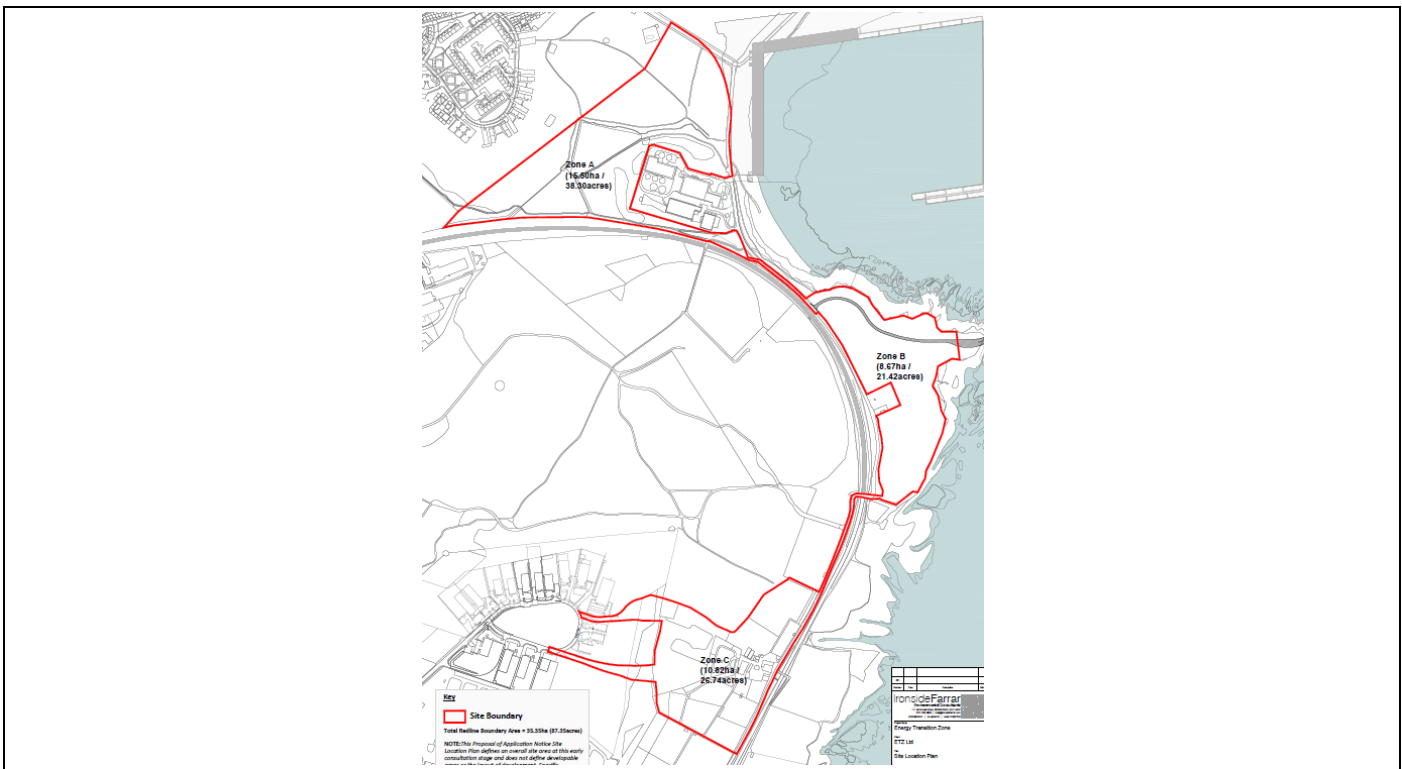 Zone A
(15.50ha /
38.30acres)
Zone B
(8.67ha /
21.42acres)
Zone C
(10.82ha /
26.74acres)
Key
Site Boundary
Total Redline Boundary Area = 35.35ha (87.35acres)
NOTE:This Proposal of Application Notice Site
Location Plan defines an overall site area at this early
consultation stage and does not define developable
IronsideFarrar
Energy Transition Zone
ETZ Ltd
Site Location Plan